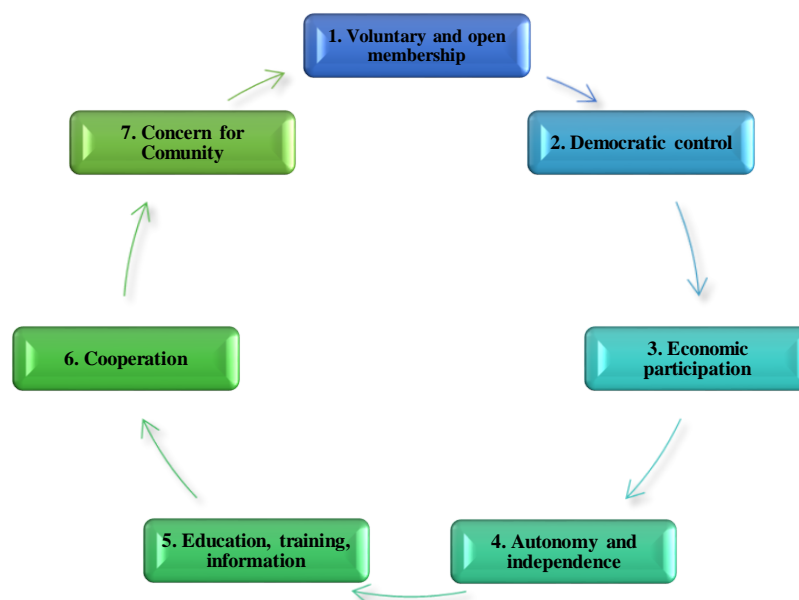 1. Voluntary and open
membership
2. Democratic control
3. Economic
participation
4. Autonomy and
independence
5. Education, training,
information
6. Cooperation
7. Concern for
Comunity